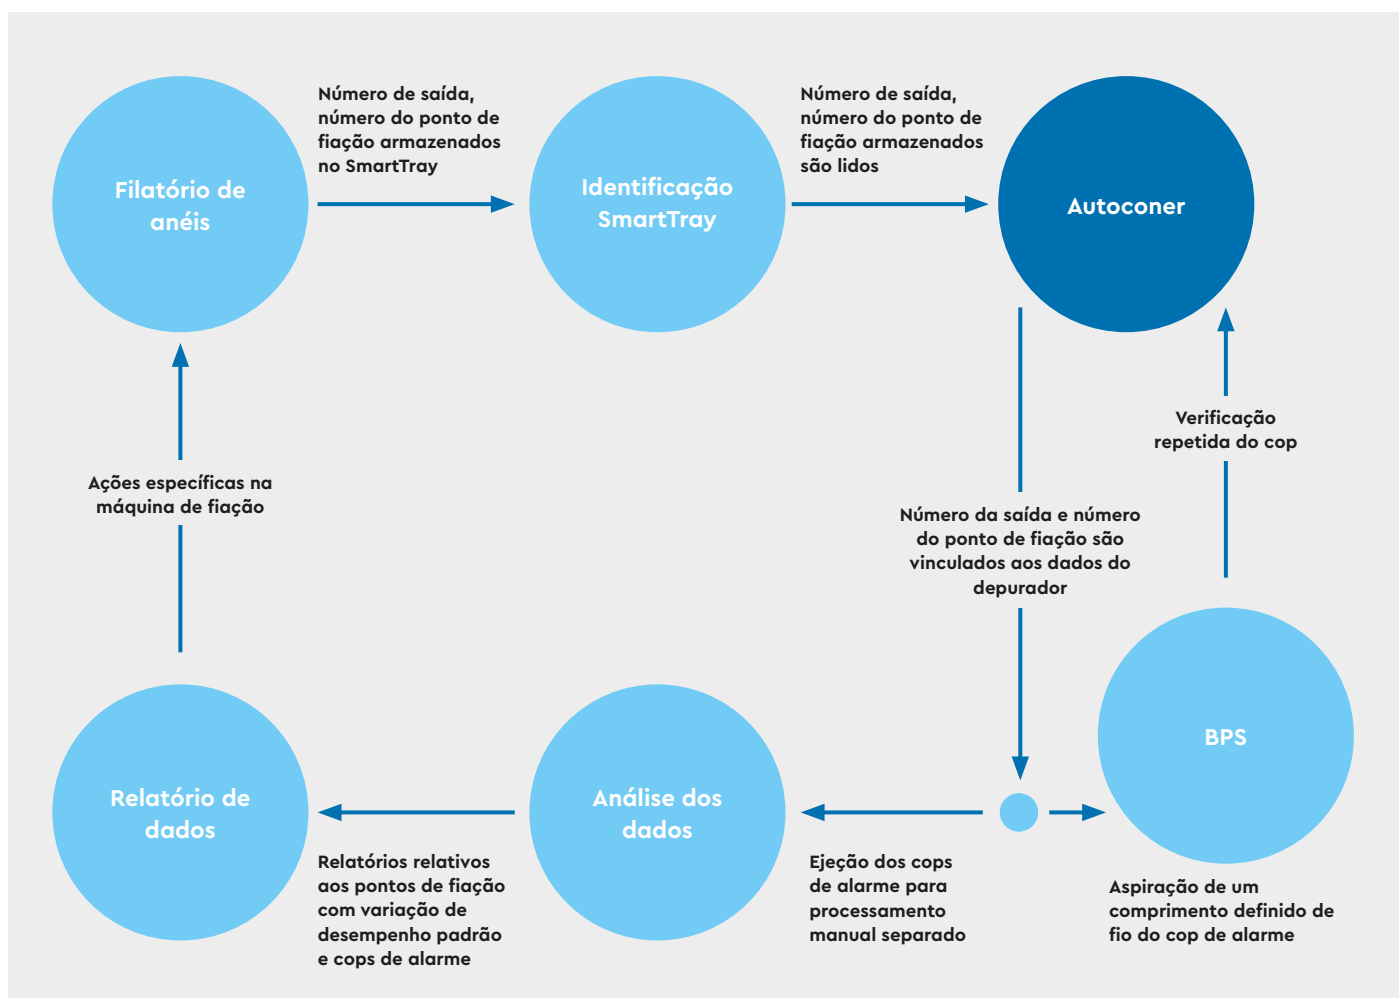 Número de saída,
número do ponto de
fiação armazenados
no SmartTray
Número de saída,
número do ponto de
fiação armazenados
são lidos
Filatório de
anéis
Identificação
SmartTray
Autoconer
Verificação
repetida do cop
Ações específicas na
máquina de fiação
Número da saída e número
do ponto de fiação são
vinculados aos dados do
depurador
BPS
Relatório de
dados
Análise dos
dados
Relatórios relativos
aos pontos de fiação
com variação de
desempenho padrão
e cops de alarme
Ejeção dos cops
de alarme para
processamento
manual separado
Aspiração de um
comprimento definido de
fio do cop de alarme